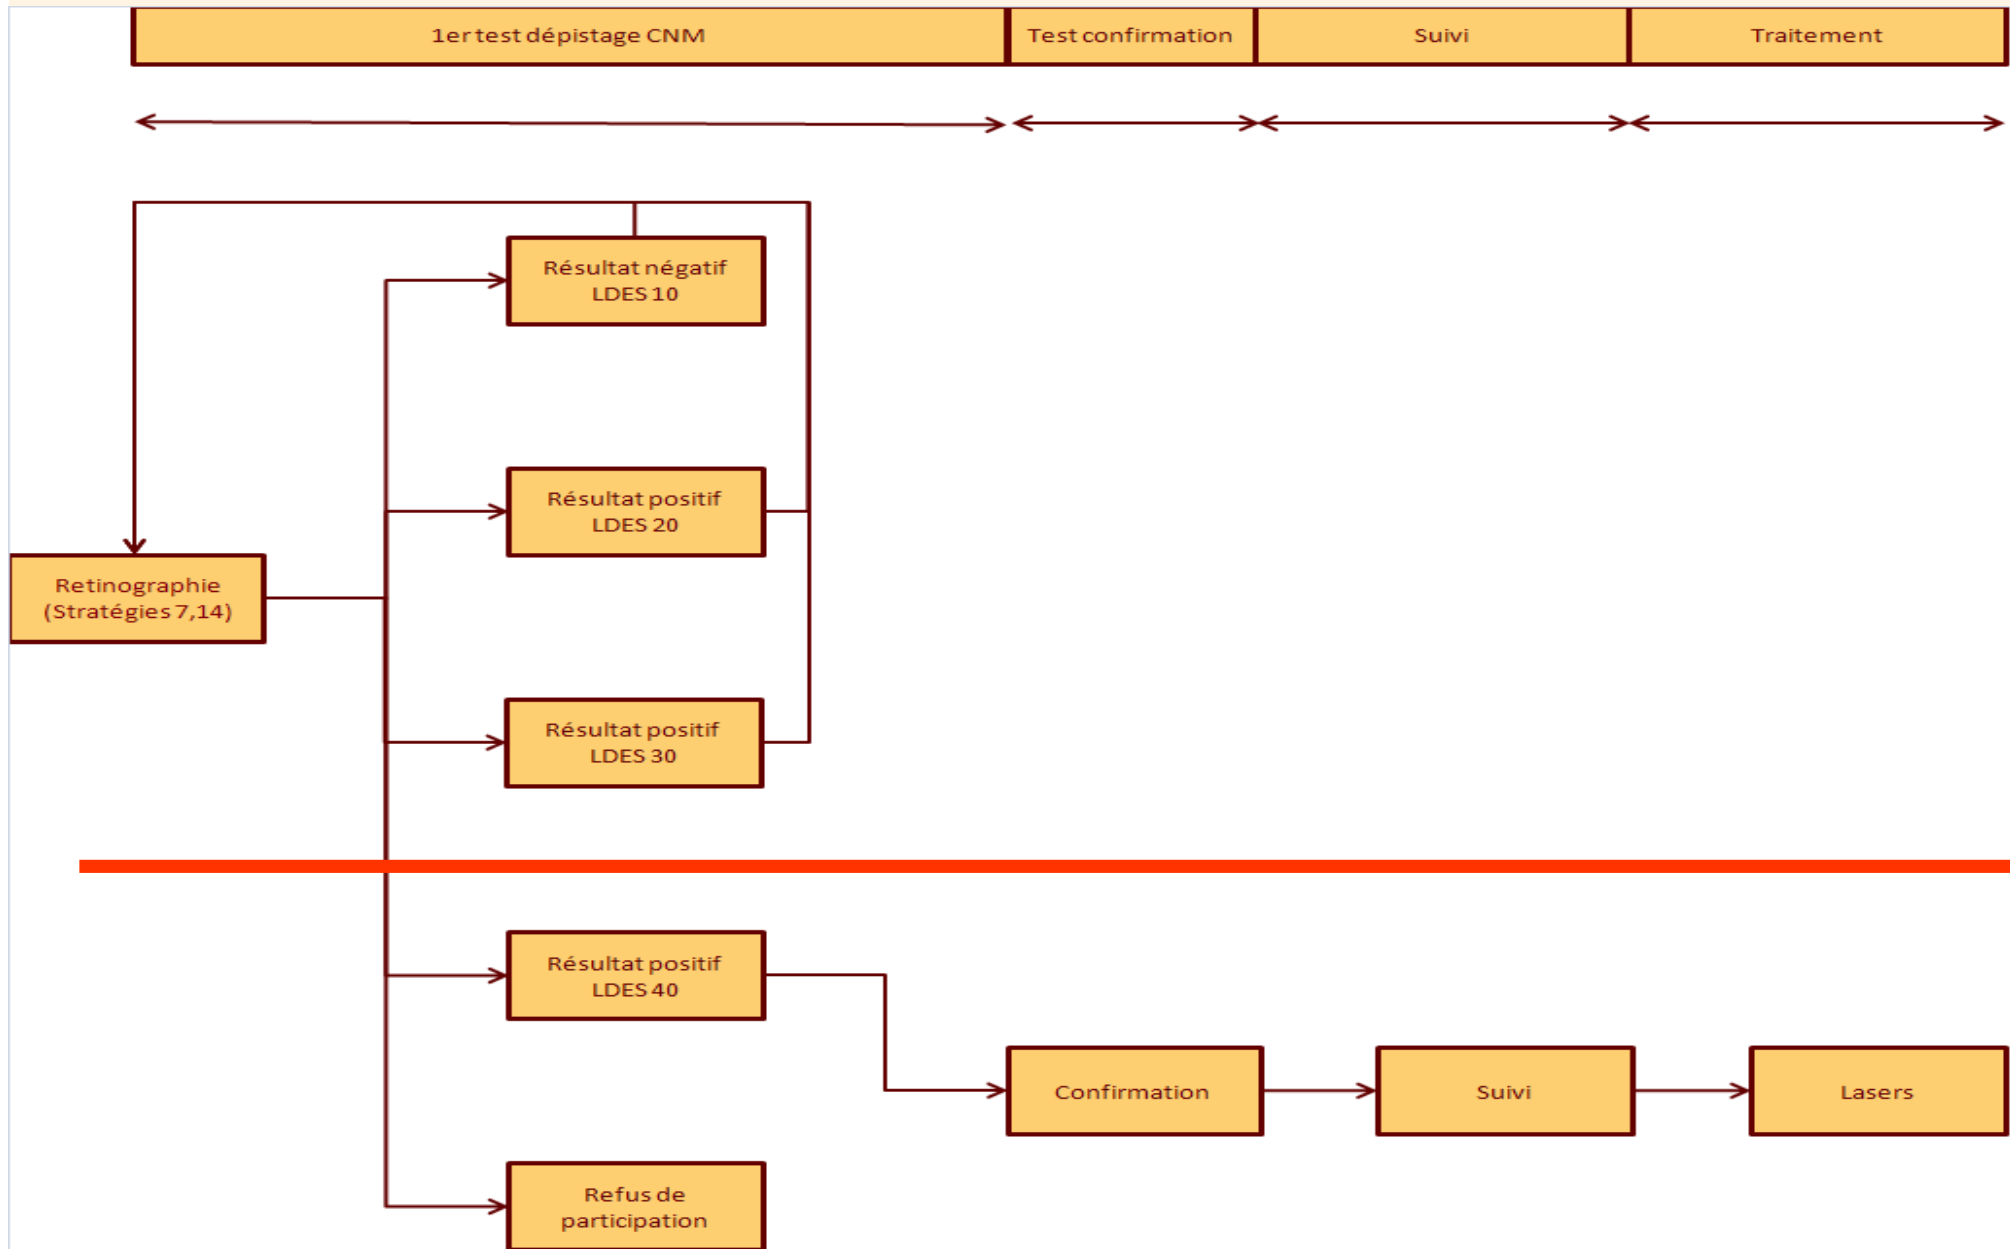 1er test dépistage CNM
Test confirmation
Suivi
Traitement
Résultat négatif
LDES 10
Résultat positif
LDES 20
Retinographie
(Stratégies 7,14)
Résultat positif
LDES 30
Résultat positif
LDES 40
Confirmation
Suivi
Lasers
Refus de
participation